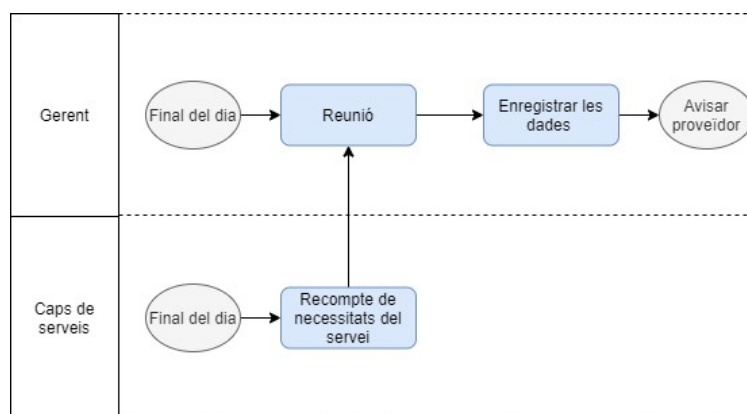 Gerent
Final del dia
Reunió
Enregistrar les
dades
Avisar
proveïdor
Caps de
serveis
Final del dia
Recompte de
necessitats del
servei